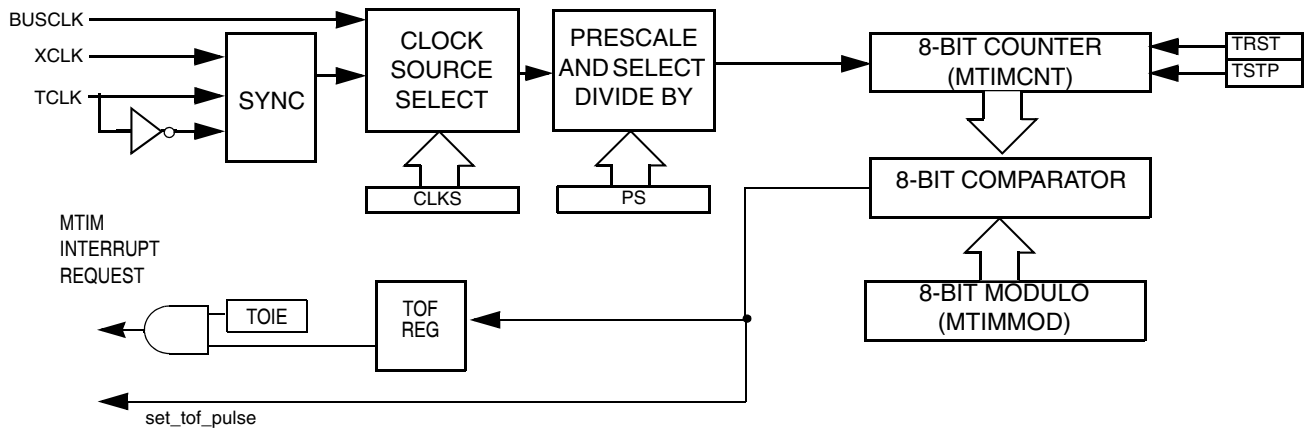 BUSCLK
XCLK
TCLK
SYNC
CLOCK
SOURCE
SELECT
CLKS
PRESCALE
AND SELECT
DIVIDE BY
PS
8-BIT COUNTER
(MTIMCNT)
TRST
TSTP
8-BIT COMPARATOR
8-BIT MODULO
(MTIMMOD)
MTIM
INTERRUPT
REQUEST
TOIE
TOF
REG
set_tof_pulse